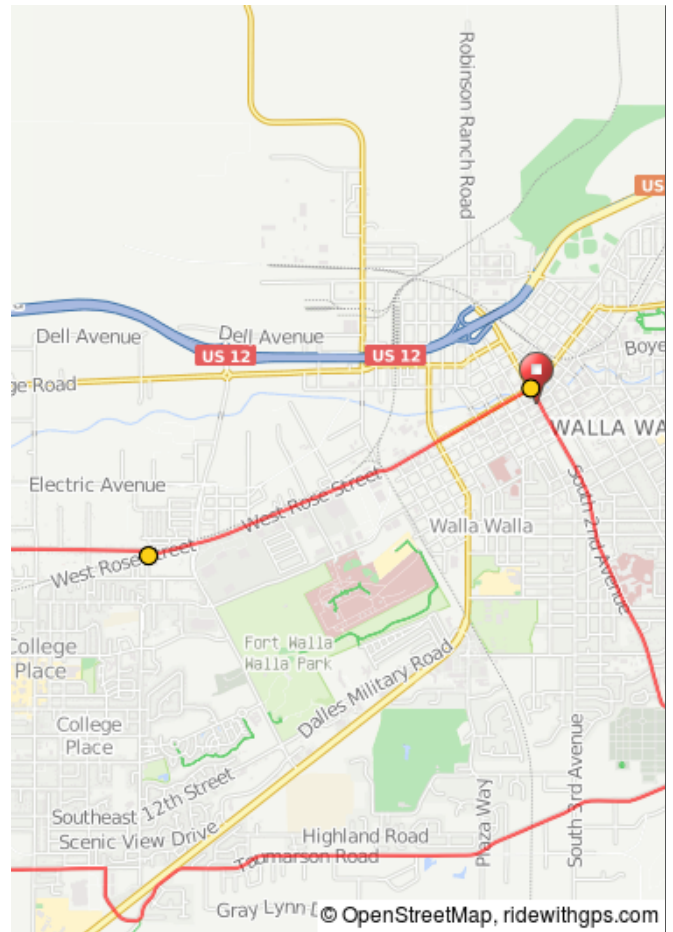 Robinson Ranch Road
US
Dell Avenue
Dell Avenue
US 12
US 12
Boye
ge Road
WALLA WA
Electric Avenue
West Rose Street
South 2nd Avenue
Walla Walla
West Rose Street
Fort Walla
Walla Park
College
Place
Dalles Military Road
College
Place
South 3rd Avenue
Southeast 12th Street
Plaza Way
Scenic View Drive
Highland Road
Taumarson Road
Gray Lynn D
© OpenStreetMap, ridewithgps.com